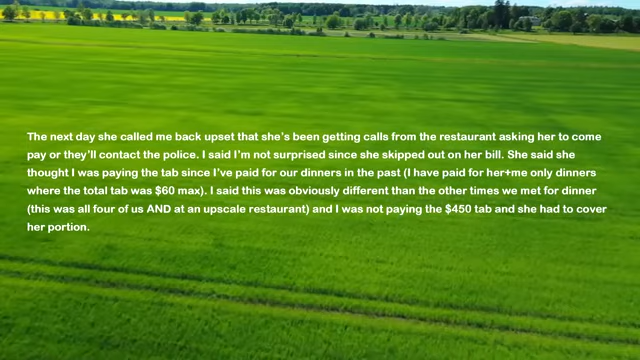 The next day she called me back upset that she's been getting calls from the restaurant asking her to come
pay or they'll contact the police. I said I'm not surprised since she skipped out on her bill. She said she
thought I was paying the tab since I've paid for our dinners in the past (I have paid for her+me only dinners
where the total tab was $60 max). I said this was obviously different than the other times we met for dinner
(this was all four of us AND at an upscale restaurant) and I was not paying the $450 tab and she had to cover
her portion.